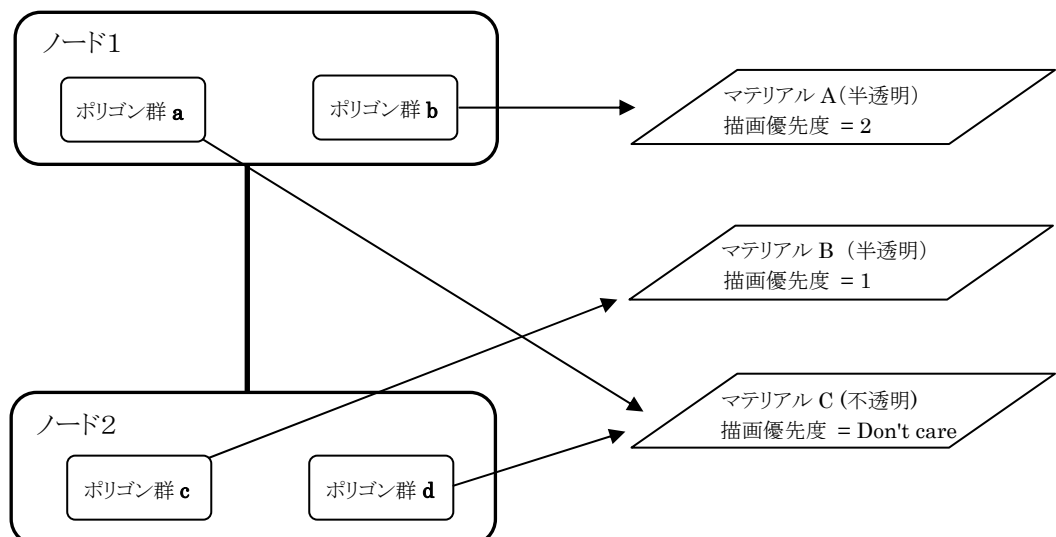 ノード1
ポリゴン群 a
ポリゴン群 b
マテリアル A(半透明)
描画優先度 = 2
マテリアル B (半透明)
描画優先度 = 1
ノード2
ポリゴン群 c
ポリゴン群 d
マテリアル C (不透明)
描画優先度 = Don't care